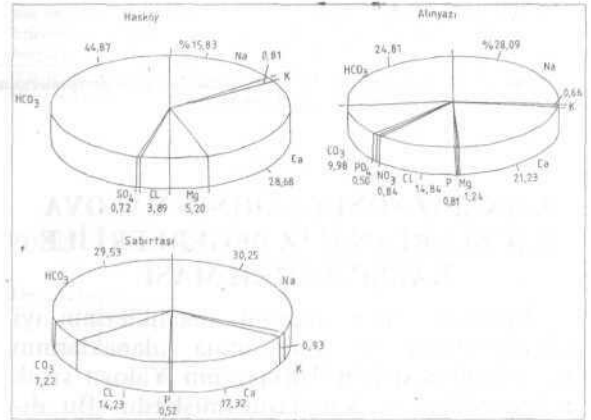 Hasköy
44,87
%15,83
Na
0,81
K
HCO3
Ca
28,68
SO4
0,72
CL
3,89
Mg
5,20
Alınyazı
24,81
%28,09
HCO3
Na
0,66
K
CO3
9,98
PO4
0,50
NO3
0,84
CL
14,84
P
0,81
Mg
1,24
Ca
21,23
Sabırtaşı
29,53
30,25
HCO3
Na
0,93
K
CO3
7,22
CL
14,23
P
0,52
Ca
17,32